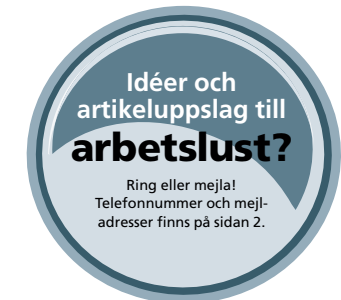 Idéer och
artikeluppslag till
arbetslust?
Ring eller mejla!
Telefonnummer och mejl-
adresser finns på sidan 2.